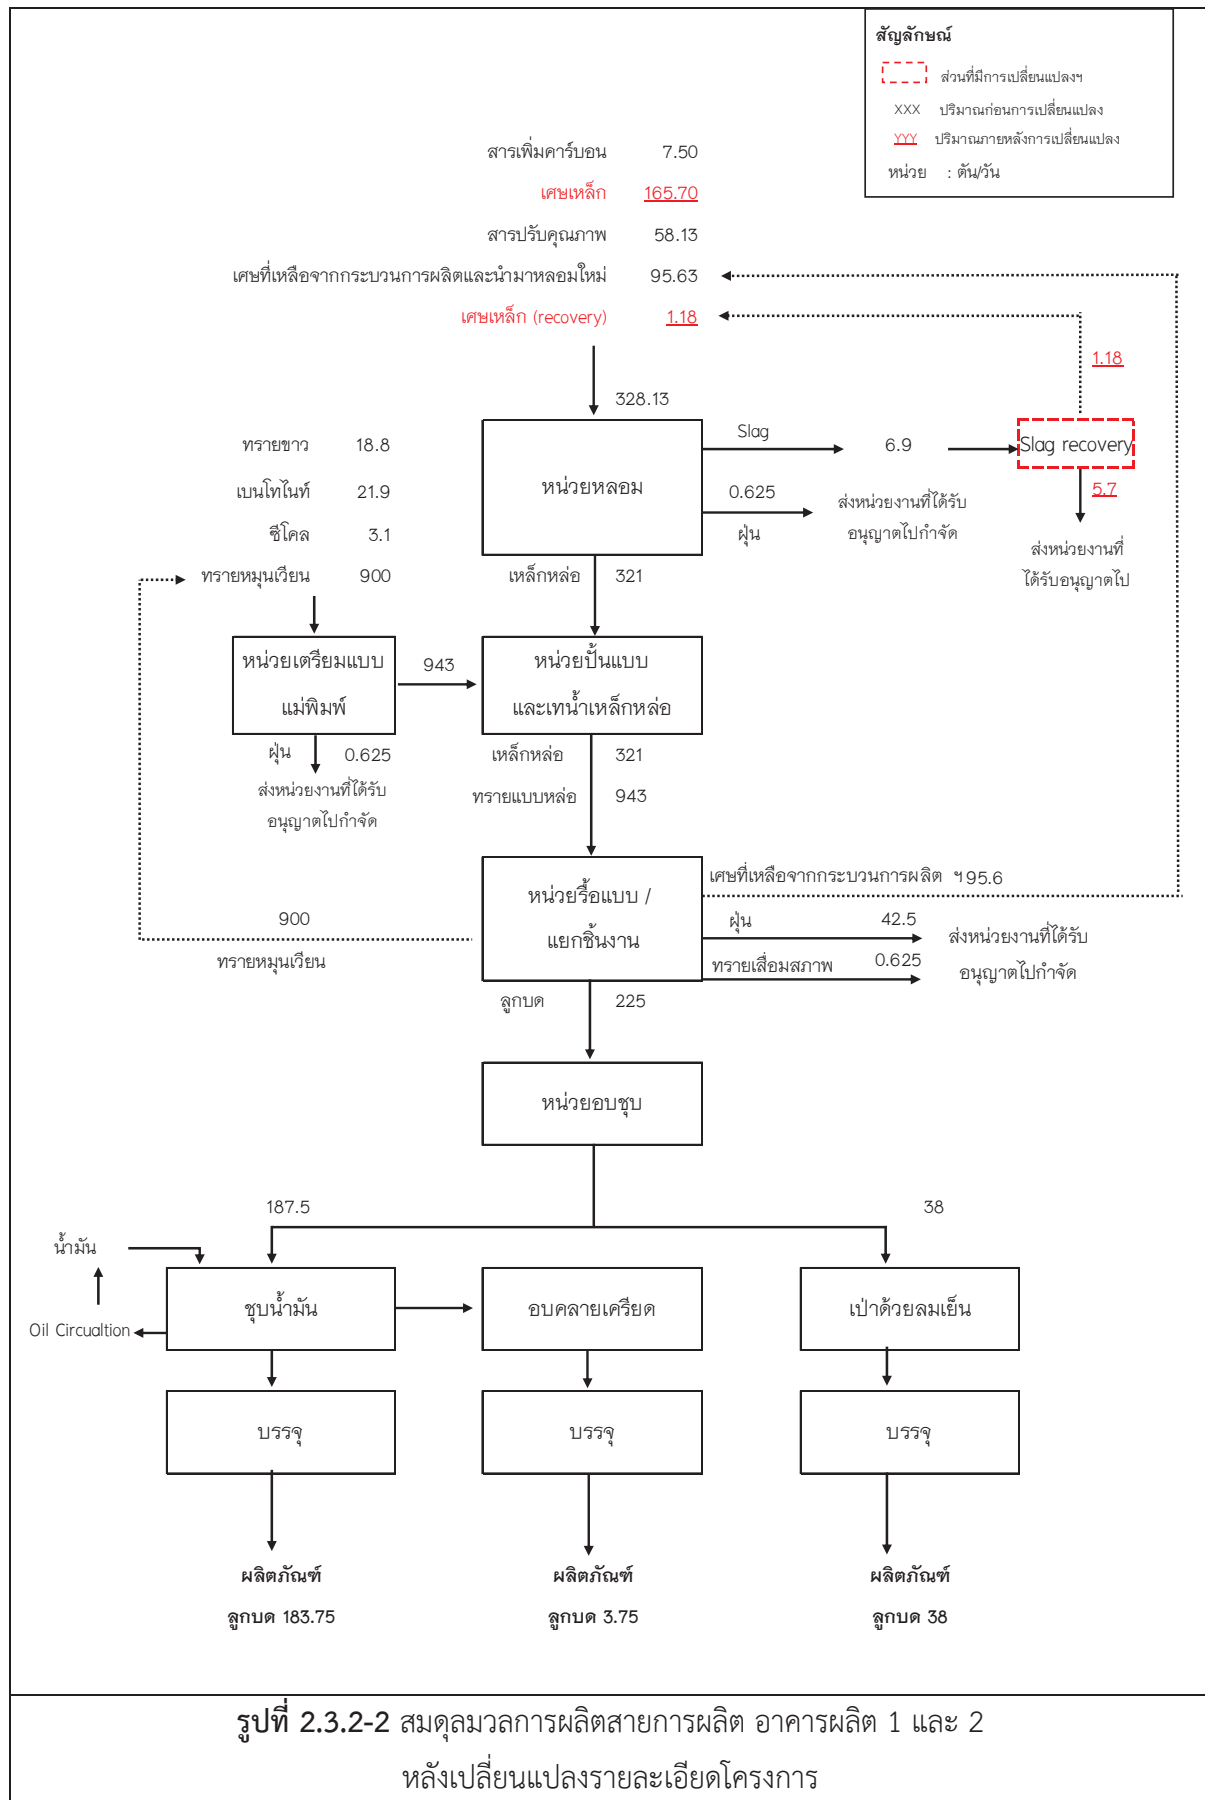 สัญลักษณ์
ส่วนที่มีการเปลี่ยนแปลงฯ
XXX ปริมาณก่อนการเปลี่ยนแปลง
YYY ปริมาณภายหลังการเปลี่ยนแปลง
หน่วย : ตัน/วัน
สารเพิ่มคาร์บอน 7.50
เศษเหล็ก 165.70
สารปรับคุณภาพ 58.13
เศษที่เหลือจากกระบวนการผลิตและนำมาหลอมใหม่ 95.63
เศษเหล็ก (recovery) 1.18
1.18
328.13
หน่วยหลอม
Slag
6.9
Slag recovery
0.625
ฝุ่น
ส่งหน่วยงานที่ได้รับ
อนุญาตไปกำจัด
5.7
ส่งหน่วยงานที่
ได้รับอนุญาตไป
ทรายขาว 18.8
เบนโทไนท์ 21.9
ซีโคล 3.1
ทรายหมุนเวียน 900
เหล็กหล่อ 321
หน่วยเตรียมแบบ
แม่พิมพ์
943
หน่วยปั้นแบบ
และเทน้ำเหล็กหล่อ
ฝุ่น 0.625
ส่งหน่วยงานที่ได้รับ
อนุญาตไปกำจัด
เหล็กหล่อ 321
ทรายแบบหล่อ 943
หน่วยรื้อแบบ /
แยกชิ้นงาน
เศษที่เหลือจากกระบวนการผลิต ฯ 95.6
ฝุ่น 42.5
ทรายเสื่อมสภาพ 0.625
ส่งหน่วยงานที่ได้รับ
อนุญาตไปกำจัด
900
ทรายหมุนเวียน
ลูกบด 225
หน่วยอบชุบ
187.5
38
น้ำมัน
Oil Circualtion
ชุบน้ำมัน
อบคลายเครียด
เป่าด้วยลมเย็น
บรรจุ
บรรจุ
บรรจุ
ผลิตภัณฑ์
ลูกบด 183.75
ผลิตภัณฑ์
ลูกบด 3.75
ผลิตภัณฑ์
ลูกบด 38
รูปที่ 2.3.2-2 สมดุลมวลการผลิตสายการผลิต อาคารผลิต 1 และ 2
หลังเปลี่ยนแปลงรายละเอียดโครงการ